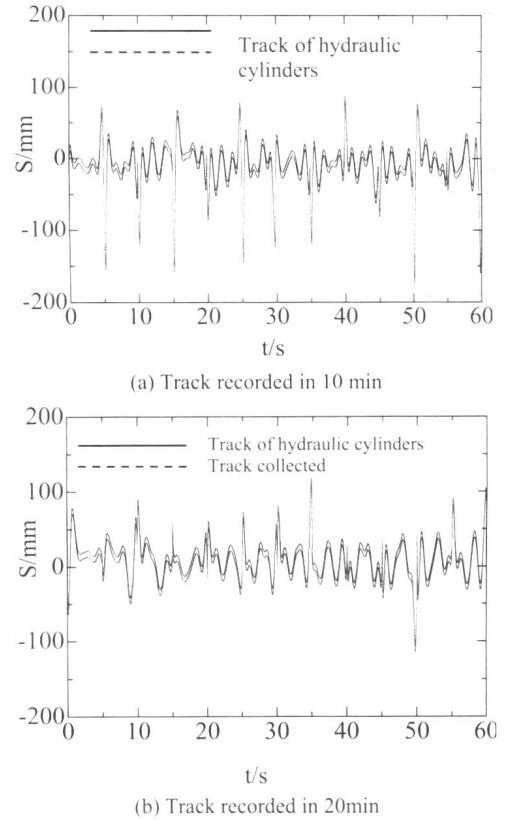 200
Track of hydraulic
cylinders
100
S/mm
0
-100
-200
0 10 20 30 40 50 60
t/s
(a) Track recorded in 10 min
200
Track of hydraulic cylinders
Track collected
100
S/mm
0
-100
-200
0 10 20 30 40 50 60
t/s
(b) Track recorded in 20min